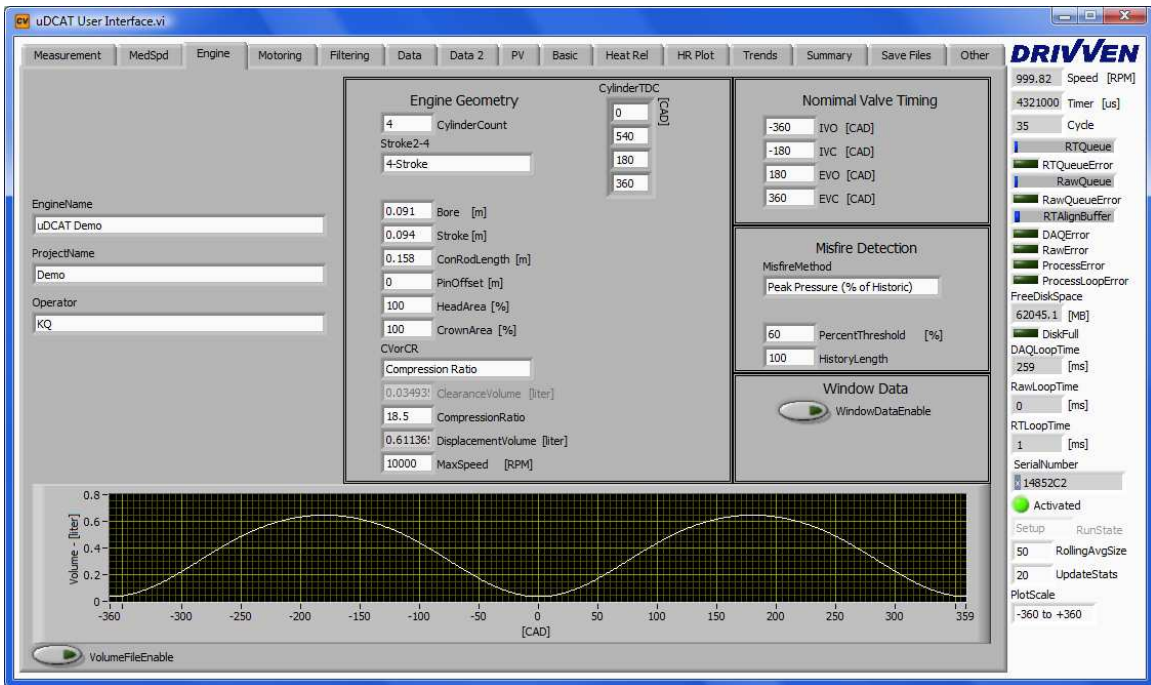 CV uDCAT User Interface.vi
Measurement MedSpd Engine Motoring Filtering Data Data 2 PV Basic Heat Rel HR Plot Trends Summary Save Files Other
EngineName
uDCAT Demo
ProjectName
Demo
Operator
KQ
Engine Geometry
4 CylinderCount
Stroke2-4
4-Stroke
CylinderTDC
0
540
180
360
[CAD]
0.091 Bore [m]
0.094 Stroke [m]
0.158 ConRodLength [m]
0 PinOffset [m]
100 HeadArea [%]
100 CrownArea [%]
CVorCR
Compression Ratio
0.03493 ClearanceVolume [liter]
18.5 CompressionRatio
0.61136 DisplacementVolume [liter]
10000 MaxSpeed [RPM]
Nomimal Valve Timing
-360 IVO [CAD]
-180 IVC [CAD]
180 EVO [CAD]
360 EVC [CAD]
Misfire Detection
MisfireMethod
Peak Pressure (% of Historic)
60 PercentThreshold [%]
100 HistoryLength
Window Data
WindowDataEnable
Volume - [liter]
0.8
0.6
0.4
0.2
0
-360 -300 -250 -200 -150 -100 -50 0 50 100 150 200 250 300 359
[CAD]
VolumeFileEnable
DRIVVEN
999.82 Speed [RPM]
4321000 Timer [us]
35 Cycle
RTQueue
RTQueueError
RawQueue
RawQueueError
RTAlignBuffer
DAQError
RawError
ProcessError
ProcessLoopError
FreeDiskSpace
62045.1 [MB]
DiskFull
DAQLoopTime
259 [ms]
RawLoopTime
0 [ms]
RTLoopTime
1 [ms]
SerialNumber
x 14852C2
Activated
Setup RunState
50 RollingAvgSize
20 UpdateStats
PlotScale
-360 to +360